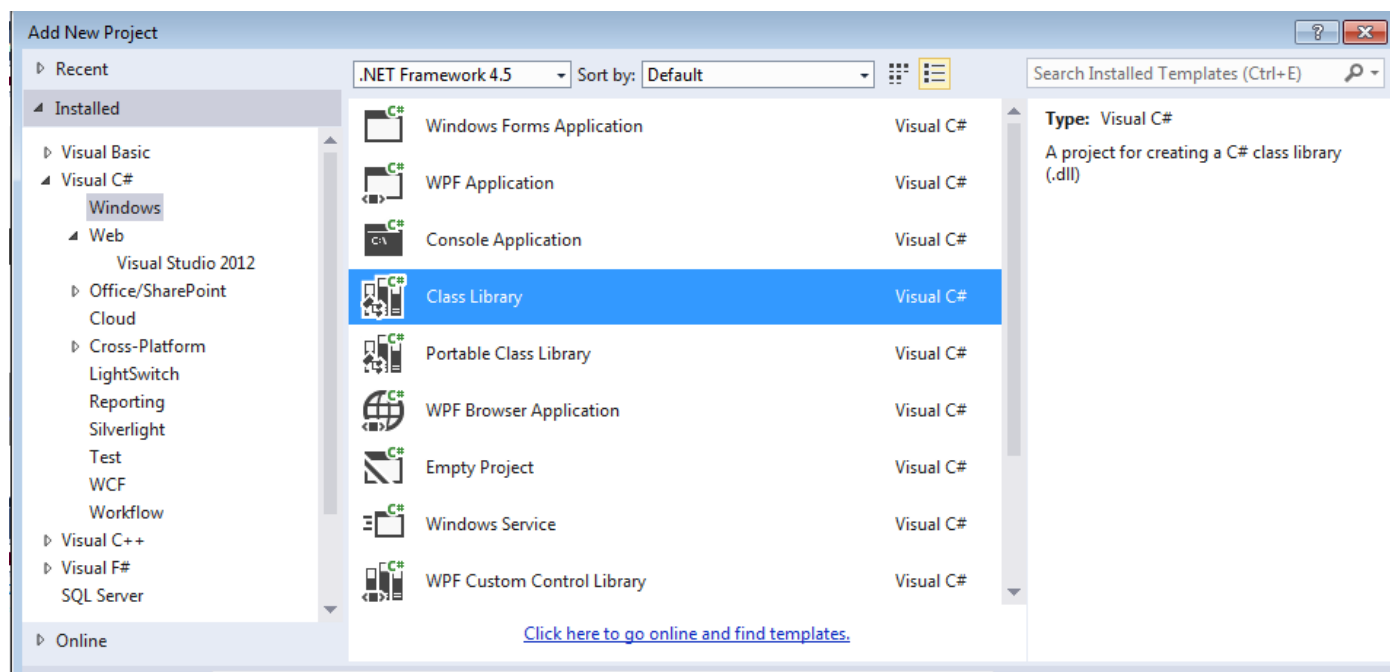 Add New Project
Recent
Installed
Visual Basic
Visual C#
Windows
Web
Visual Studio 2012
Office/SharePoint
Cloud
Cross-Platform
LightSwitch
Reporting
Silverlight
Test
WCF
Workflow
Visual C++
Visual F#
SQL Server
Online
.NET Framework 4.5 Sort by: Default
C# Windows Forms Application Visual C#
C# WPF Application Visual C#
C# C:\ Console Application Visual C#
C# Class Library Visual C#
C# Portable Class Library Visual C#
C# WPF Browser Application Visual C#
C# Empty Project Visual C#
C# Windows Service Visual C#
C# WPF Custom Control Library Visual C#
Click here to go online and find templates.
Search Installed Templates (Ctrl+E)
Type: Visual C#
A project for creating a C# class library
(.dll)